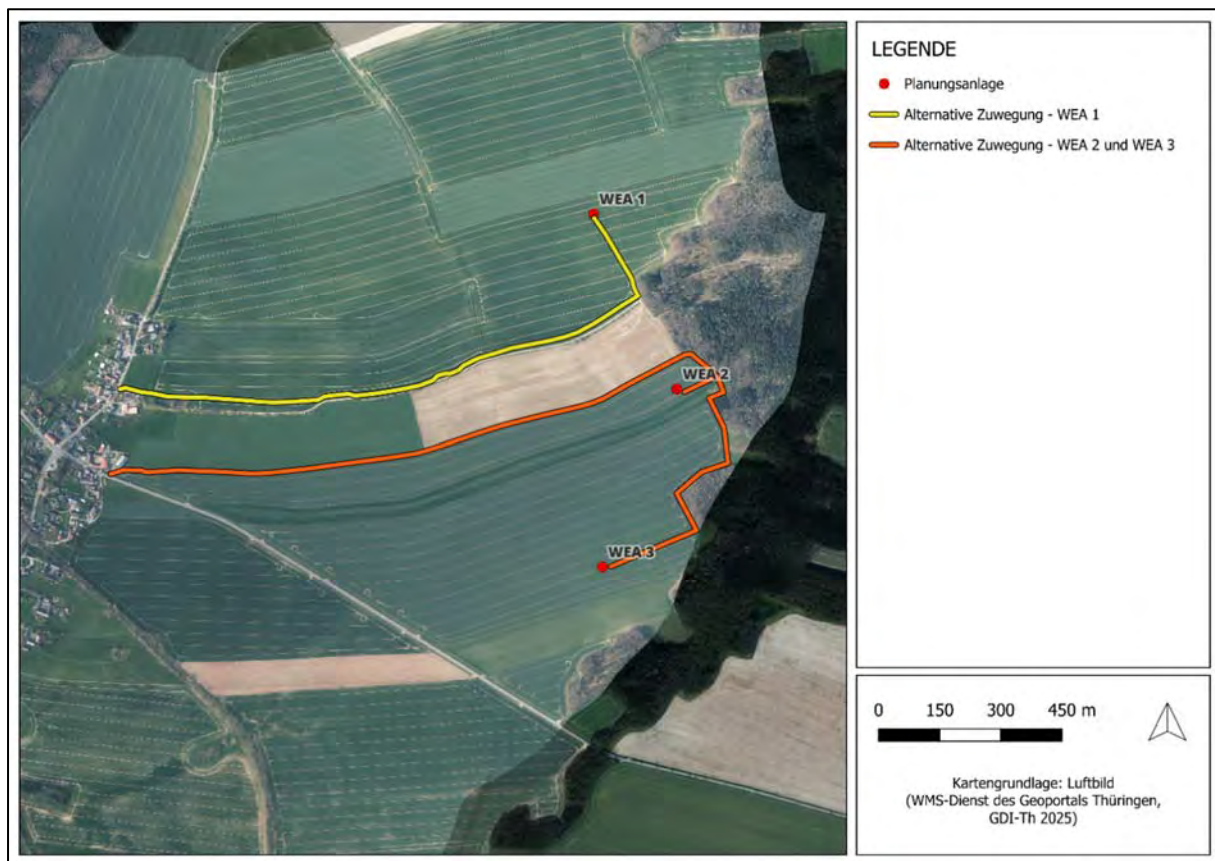 LEGENDE
Planungsanlage
Alternative Zuwegung - WEA 1
Alternative Zuwegung - WEA 2 und WEA 3
WEA 1
WEA 2
WEA 3
0 150 300 450 m
Kartengrundlage: Luftbild
(WMS-Dienst des Geoportals Thüringen,
GDI-Th 2025)